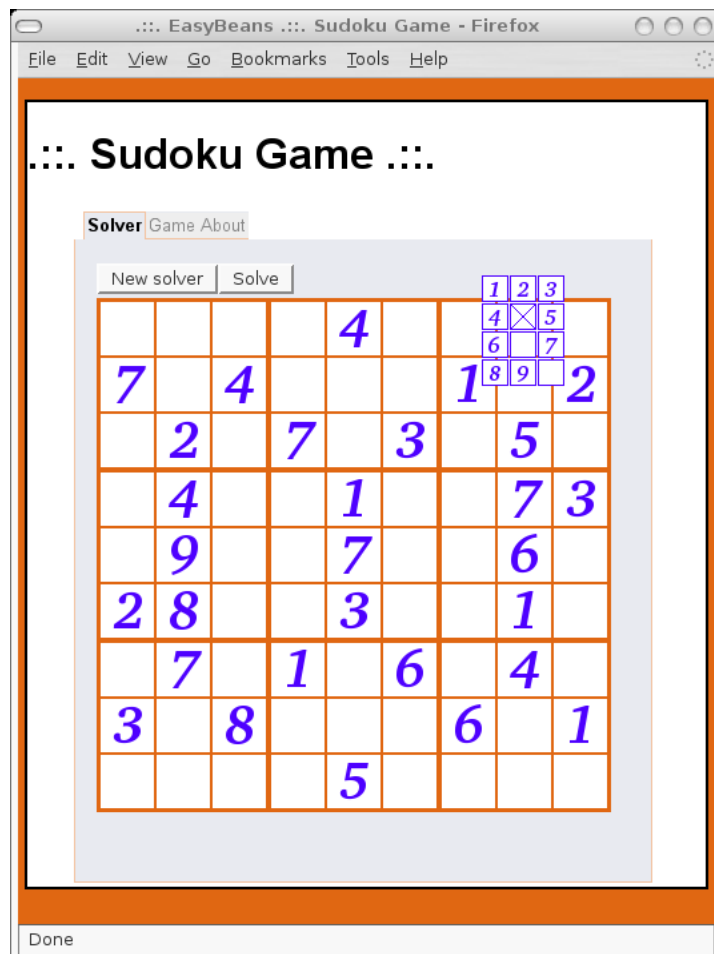 .::. EasyBeans .::. Sudoku Game - Firefox
File Edit View Go Bookmarks Tools Help
.::. Sudoku Game .::.
Solver Game About
New solver Solve
1 2 3
4 5
6 7
8 9
4
7 4 1 2
2 7 3 5
4 1 7 3
9 7 6
2 8 3 1
7 1 6 4
3 8 6 1
5
Done